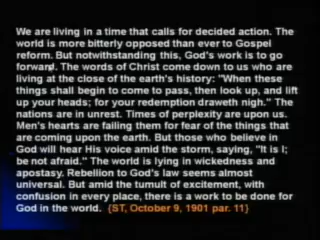 We are living in a time that calls for decided action. The
world is more bitterly opposed than ever to Gospel
reform. But notwithstanding this, God's work is to go
forward. The words of Christ come down to us who are
living at the close of the earth's history: "When these
things shall begin to come to pass, then look up, and lift
up your heads; for your redemption draweth nigh." The
nations are in unrest. Times of perplexity are upon us.
Men's hearts are failing them for fear of the things that
are coming upon the earth. But those who believe in
God will hear His voice amid the storm, saying, "It is I;
be not afraid." The world is lying in wickedness and
apostasy. Rebellion to God's law seems almost
universal. But amid the tumult of excitement, with
confusion in every place, there is a work to be done for
God in the world. {ST, October 9, 1901 par. 11}